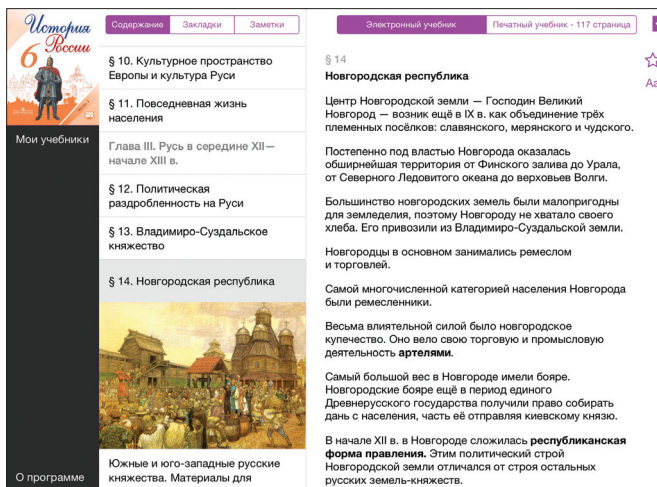 История
России
6
Мои учебники
О программе
Содержание
Закладки
Заметки
§ 10. Культурное пространство
Европы и культура Руси
§ 11. Повседневная жизнь
населения
Глава III. Русь в середине XII—
начале XIII в.
§ 12. Политическая
раздробленность на Руси
§ 13. Владимиро-Суздальское
княжество
§ 14. Новгородская республика
Южные и юго-западные русские
княжества. Материалы для
Электронный учебник
Печатный учебник - 117 страница
§ 14
Новгородская республика
Центр Новгородской земли — Господин Великий
Новгород — возник ещё в IX в. как объединение трёх
племенных посёлков: славянского, мерянского и чудского.
Постепенно под властью Новгорода оказалась
обширнейшая территория от Финского залива до Урала,
от Северного Ледовитого океана до верховьев Волги.
Большинство новгородских земель были малопригодны
для земледелия, поэтому Новгороду не хватало своего
хлеба. Его привозили из Владимиро-Суздальской земли.
Новгородцы в основном занимались ремеслом
и торговлей.
Самой многочисленной категорией населения Новгорода
были ремесленники.
Весьма влиятельной силой было новгородское
купечество. Оно вело свою торговую и промысловую
деятельность артелями.
Самый большой вес в Новгороде имели бояре.
Новгородские бояре ещё в период единого
Древнерусского государства получили право собирать
дань с населения, часть её отправляя киевскому князю.
В начале XII в. в Новгороде сложилась республиканская
форма правления. Этим политический строй
Новгородской земли отличался от строя остальных
русских земель-княжеств.